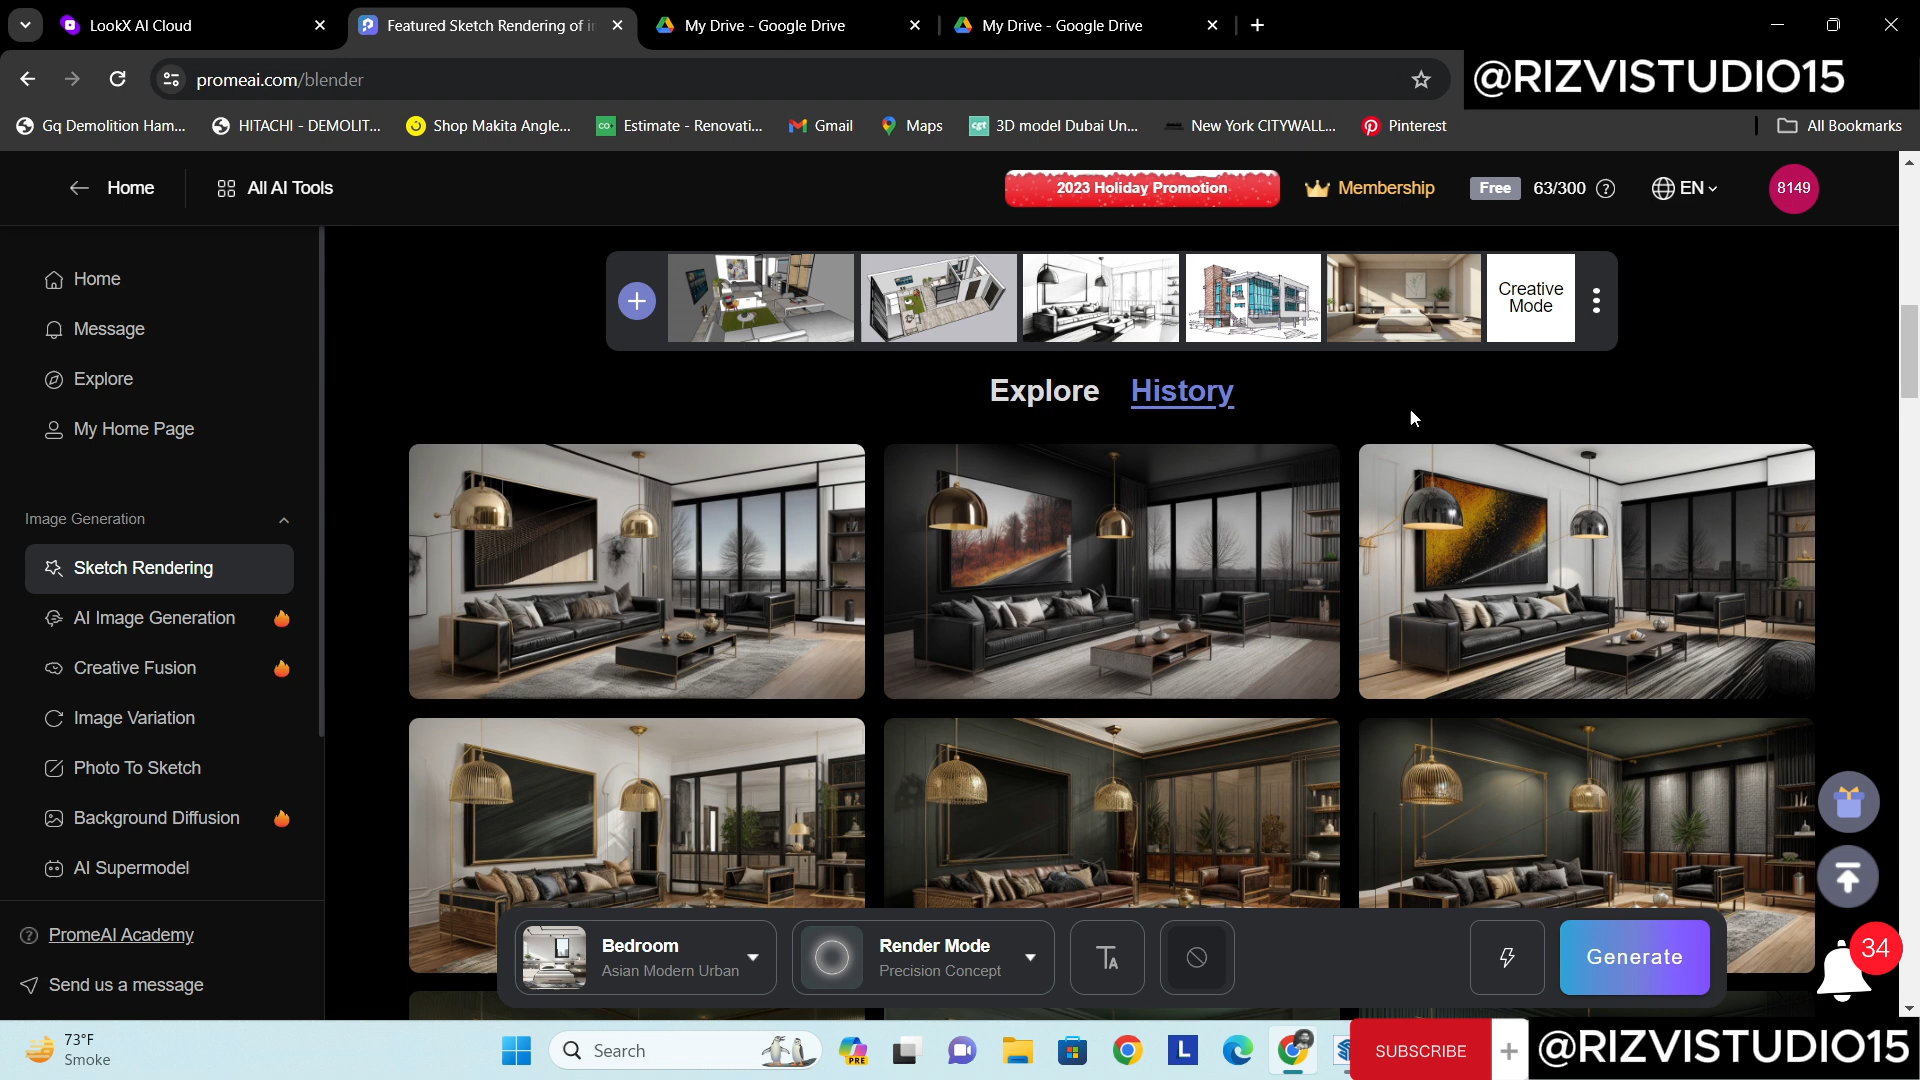 LookX AI Cloud
Featured Sketch Rendering of in
My Drive - Google Drive
My Drive - Google Drive
promeai.com/blender
@RIZVISTUDIO15
Gq Demolition Ham...
HITACHI - DEMOLIT...
Shop Makita Angle...
CO.
Estimate - Renovati...
Gmail
Maps
cgt
3D model Dubai Un...
New York CITYWALL...
Pinterest
All Bookmarks
Home
All AI Tools
2023 Holiday Promotion
Membership
Free
63/300
EN
8149
Home
Message
Explore
My Home Page
Creative
Mode
Explore
History
Image Generation
Sketch Rendering
AI Image Generation
Creative Fusion
Image Variation
Photo To Sketch
Background Diffusion
AI Supermodel
PromeAI Academy
Send us a message
Bedroom
Asian Modern Urban
Render Mode
Precision Concept
TA
Generate
34
73°F
Smoke
Search
PRE
L
SUBSCRIBE
@RIZVISTUDIO15